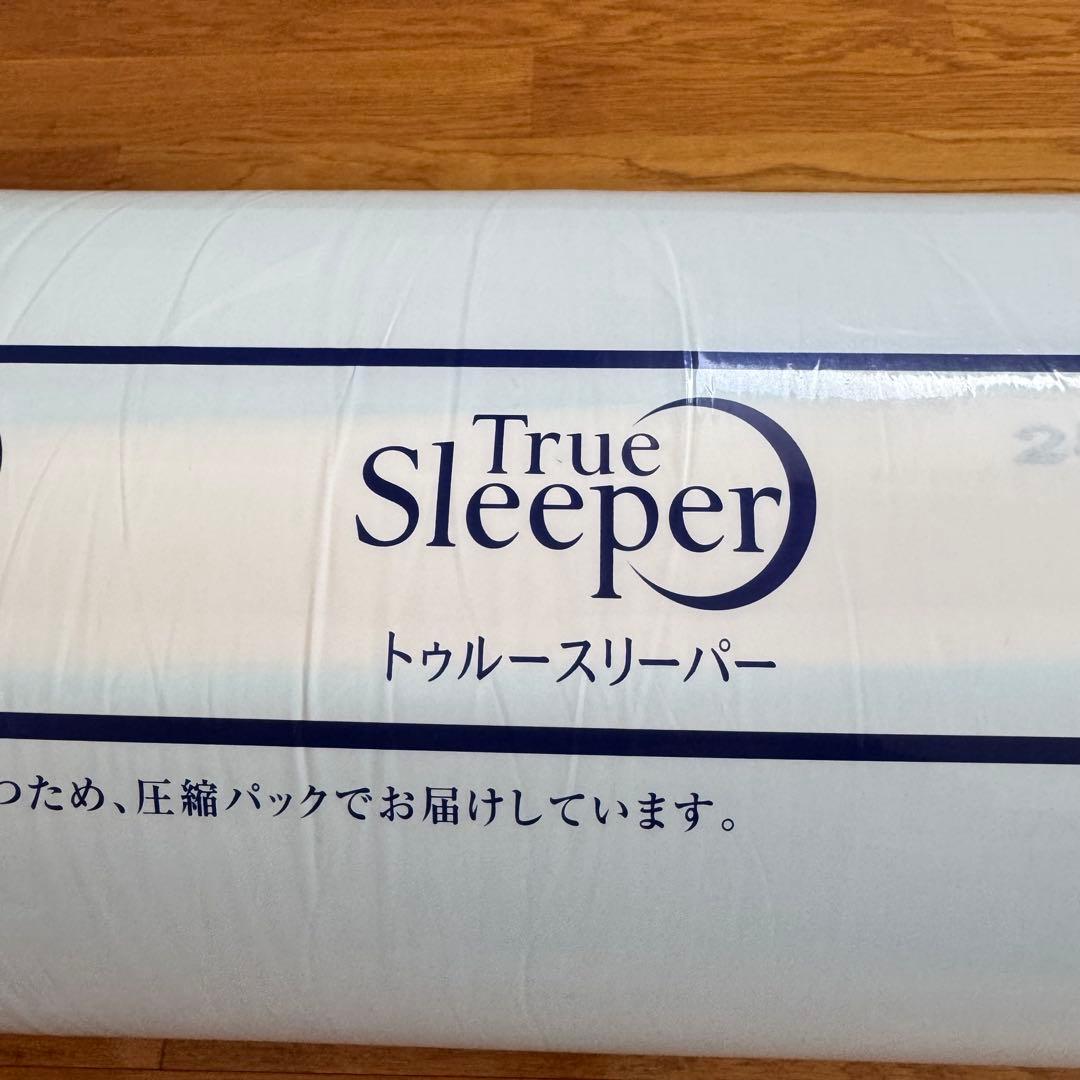 True
Sleeper
トゥルースリーパー
つため、圧縮パックでお届けしています。